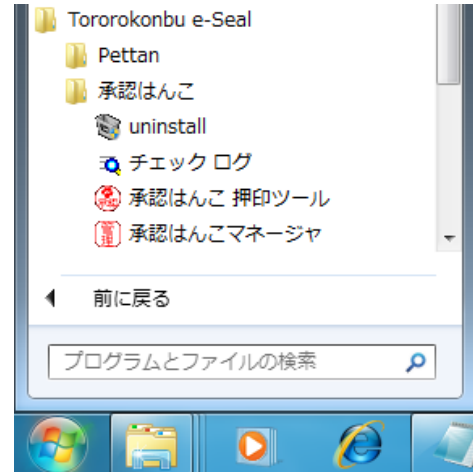 Tororokonbu e-Seal
Pettan
承認はんこ
uninstall
チェック ログ
承認はんこ 押印ツール
承認はんこマネージャ
前に戻る
プログラムとファイルの検索